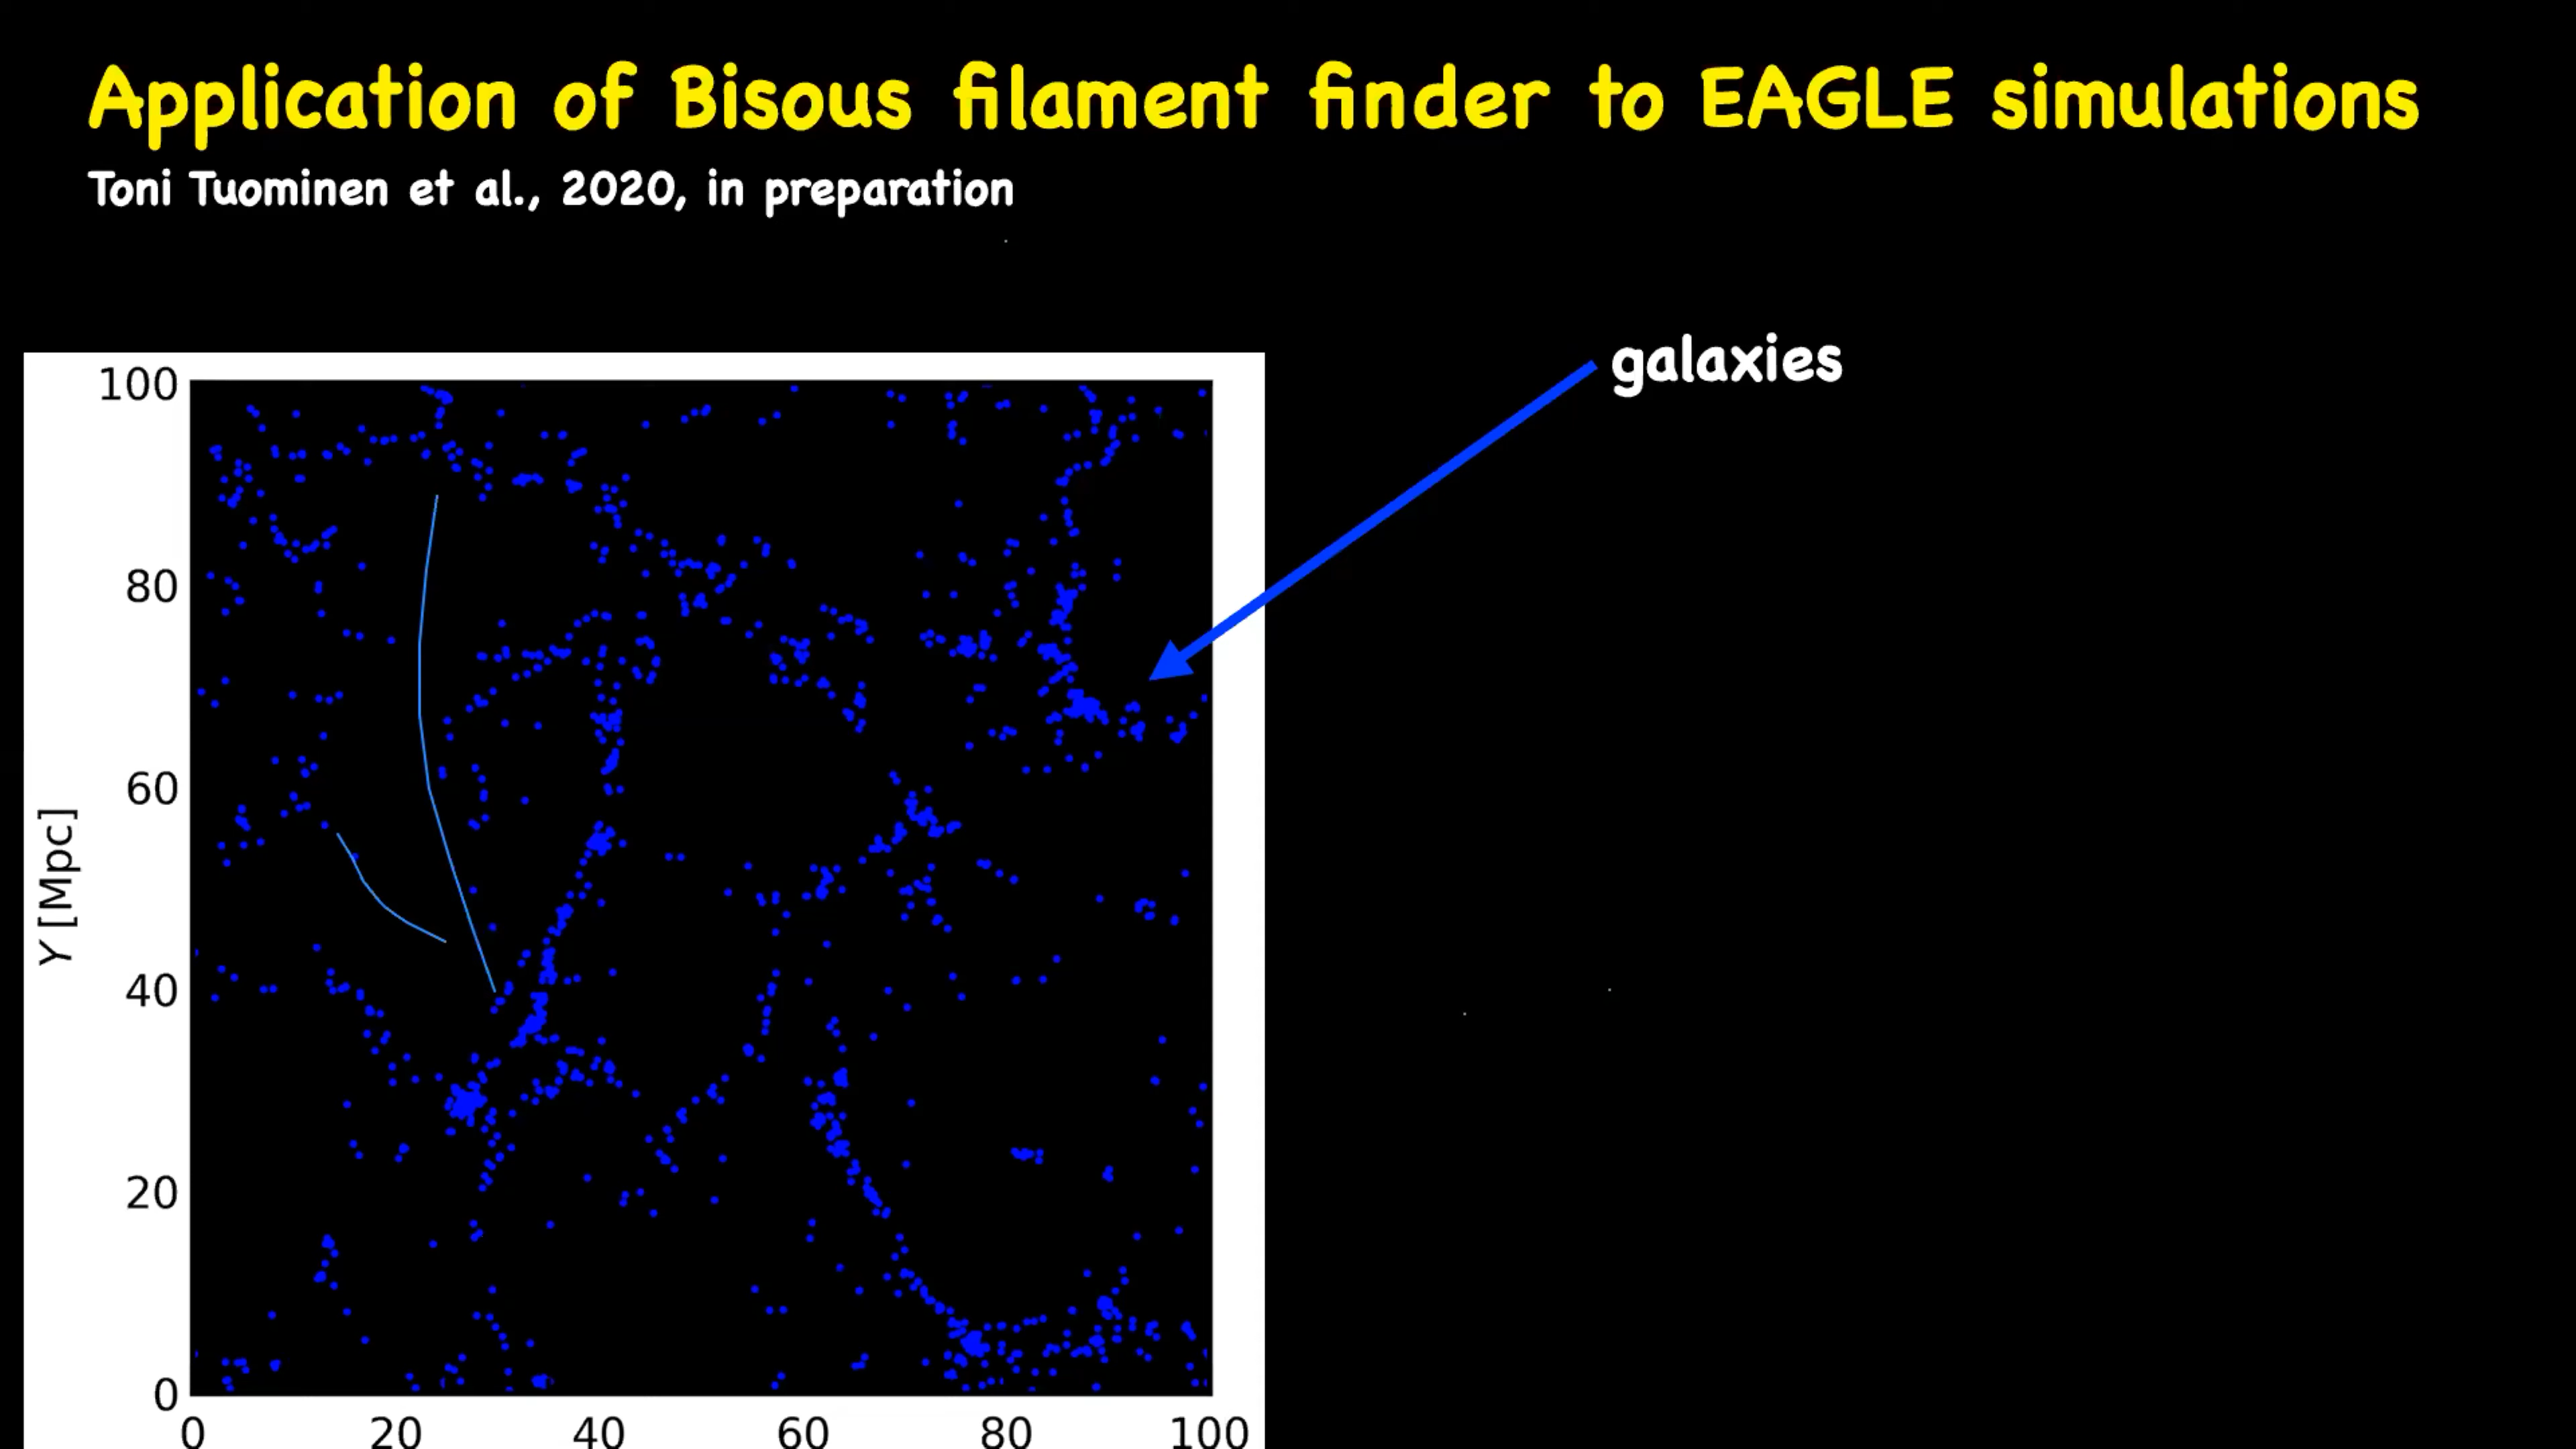 Application of Bisous filament finder to EAGLE simulations
Toni Tuominen et al., 2020, in preparation
galaxies
100
80
60
40
20
0
Y [Mpc]
0 20 40 60 80 100